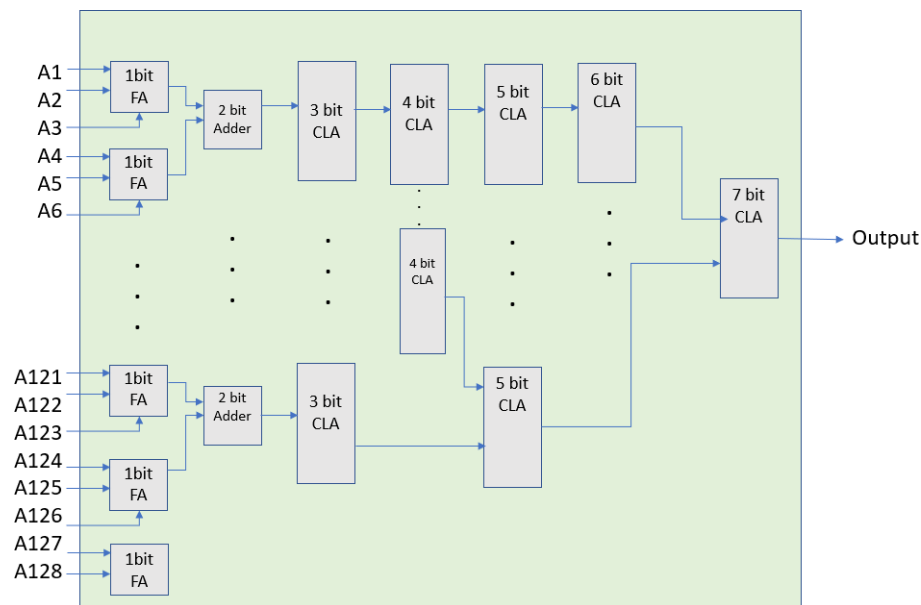 A1
A2
A3
A4
A5
A6
1bit
FA
1bit
FA
2 bit
Adder
3 bit
CLA
4 bit
CLA
5 bit
CLA
6 bit
CLA
7 bit
CLA
Output
4 bit
CLA
A121
A122
A123
A124
A125
A126
A127
A128
1bit
FA
1bit
FA
1bit
FA
2 bit
Adder
3 bit
CLA
5 bit
CLA